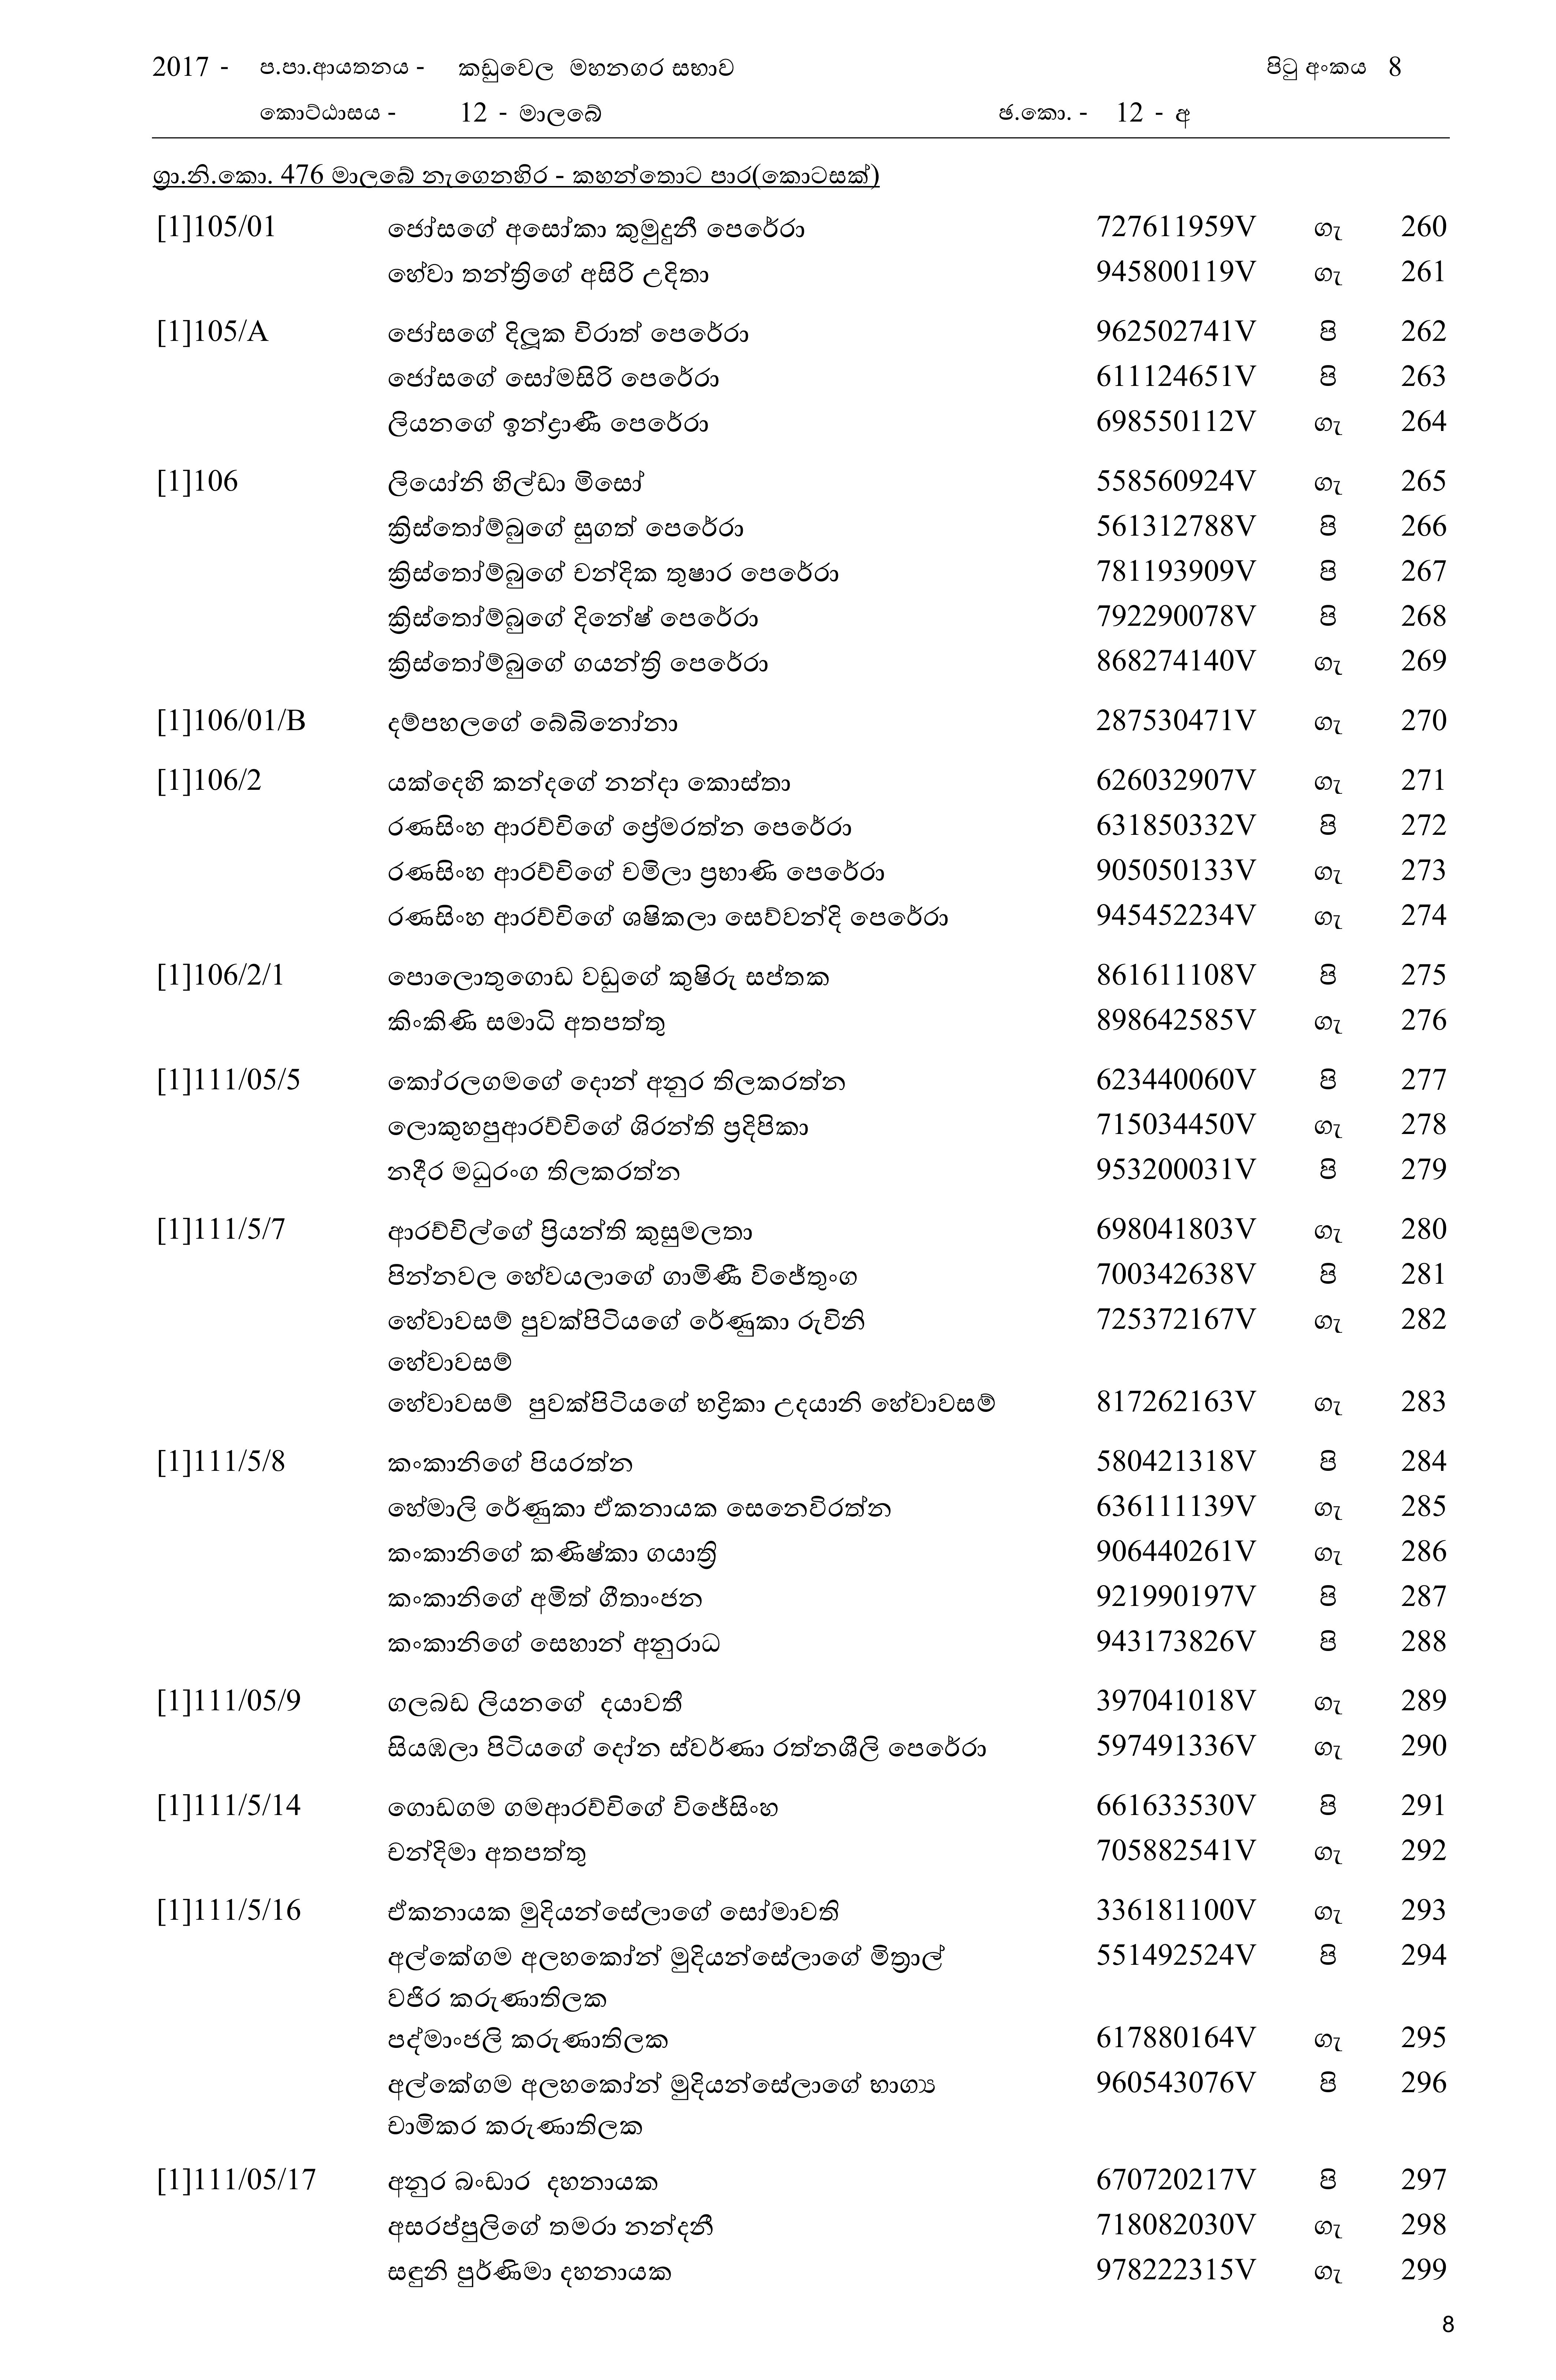 2017 - ප.පා.ආයතනය - කඩුවෙල මහනගර සභාව පිටු අංකය 8
කොට්ඨාසය - 12 - මාලබේ ඡ.කො. - 12 - අ
ග්‍රා.නි.කො. 476 මාලබේ නැගෙනහිර - කහන්තොට පාර(කොටසක්)
[1]105/01 ජෝසගේ අසෝකා කුමුදුනී පෙරේරා 727611959V ගැ 260
හේවා තන්ත්‍රිගේ අසිරි උදිතා 945800119V ගැ 261
[1]105/A ජෝසගේ දිලූක විරාත් පෙරේරා 962502741V පි 262
ජෝසගේ සෝමසිරි පෙරේරා 611124651V පි 263
ලියනගේ ඉන්ද්‍රාණී පෙරේරා 698550112V ගැ 264
[1]106 ලියෝනි හිල්ඩා මිසෝ 558560924V ගැ 265
ක්‍රිස්තෝම්බුගේ සුගත් පෙරේරා 561312788V පි 266
ක්‍රිස්තෝම්බුගේ චන්දික තුෂාර පෙරේරා 781193909V පි 267
ක්‍රිස්තෝම්බුගේ දිනේෂ් පෙරේරා 792290078V පි 268
ක්‍රිස්තෝම්බුගේ ගයන්ත්‍රි පෙරේරා 868274140V ගැ 269
[1]106/01/B දම්පහලගේ බේබිනෝනා 287530471V ගැ 270
[1]106/2 යක්දෙහි කන්දගේ නන්දා කොස්තා 626032907V ගැ 271
රණසිංහ ආරච්චිගේ ප්‍රේමරත්න පෙරේරා 631850332V පි 272
රණසිංහ ආරච්චිගේ චමිලා ප්‍රභාණි පෙරේරා 905050133V ගැ 273
රණසිංහ ආරච්චිගේ ශෂිකලා සෙව්වන්දි පෙරේරා 945452234V ගැ 274
[1]106/2/1 පොලොතුගොඩ වඩුගේ කුෂිරු සප්තක 861611108V පි 275
කිංකිණි සමාධි අතපත්තු 898642585V ගැ 276
[1]111/05/5 කෝරලගමගේ දොන් අනුර තිලකරත්න 623440060V පි 277
ලොකුහපුආරච්චිගේ ශිරන්ති ප්‍රදිපිකා 715034450V ගැ 278
නදීර මධුරංග තිලකරත්න 953200031V පි 279
[1]111/5/7 ආරච්චිල්ගේ ප්‍රියන්ති කුසුමලතා 698041803V ගැ 280
පින්නවල හේවයලාගේ ගාමිණී විජේතුංග 700342638V පි 281
හේවාවසම් පුවක්පිටියගේ රේණුකා රුවිනි 725372167V ගැ 282
හේවාවසම්
හේවාවසම් පුවක්පිටියගේ භද්‍රිකා උදයානි හේවාවසම් 817262163V ගැ 283
[1]111/5/8 කංකානිගේ පියරත්න 580421318V පි 284
හේමාලි රේණුකා ඒකනායක සෙනෙවිරත්න 636111139V ගැ 285
කංකානිගේ කණිෂ්කා ගයාත්‍රි 906440261V ගැ 286
කංකානිගේ අමිත් ගීතාංජන 921990197V පි 287
කංකානිගේ සෙහාන් අනුරාධ 943173826V පි 288
[1]111/05/9 ගලබඩ ලියනගේ දයාවතී 397041018V ගැ 289
සියඹලා පිටියගේ දෝන ස්වර්ණා රත්නශීලි පෙරේරා 597491336V ගැ 290
[1]111/5/14 ගොඩගම ගමආරච්චිගේ විජේසිංහ 661633530V පි 291
චන්දිමා අතපත්තු 705882541V ගැ 292
[1]111/5/16 ඒකනායක මුදියන්සේලාගේ සෝමාවති 336181100V ගැ 293
අල්කේගම අලහකෝන් මුදියන්සේලාගේ මිත්‍රාල් 551492524V පි 294
වජිර කරුණාතිලක
පද්මාංජලි කරුණාතිලක 617880164V ගැ 295
අල්කේගම අලහකෝන් මුදියන්සේලාගේ භාග්‍ය 960543076V පි 296
චාමිකර කරුණාතිලක
[1]111/05/17 අනුර බංඩාර දහනායක 670720217V පි 297
අසරප්පුලිගේ තමරා නන්දනී 718082030V ගැ 298
සඳුනි පුර්ණිමා දහනායක 978222315V ගැ 299
8